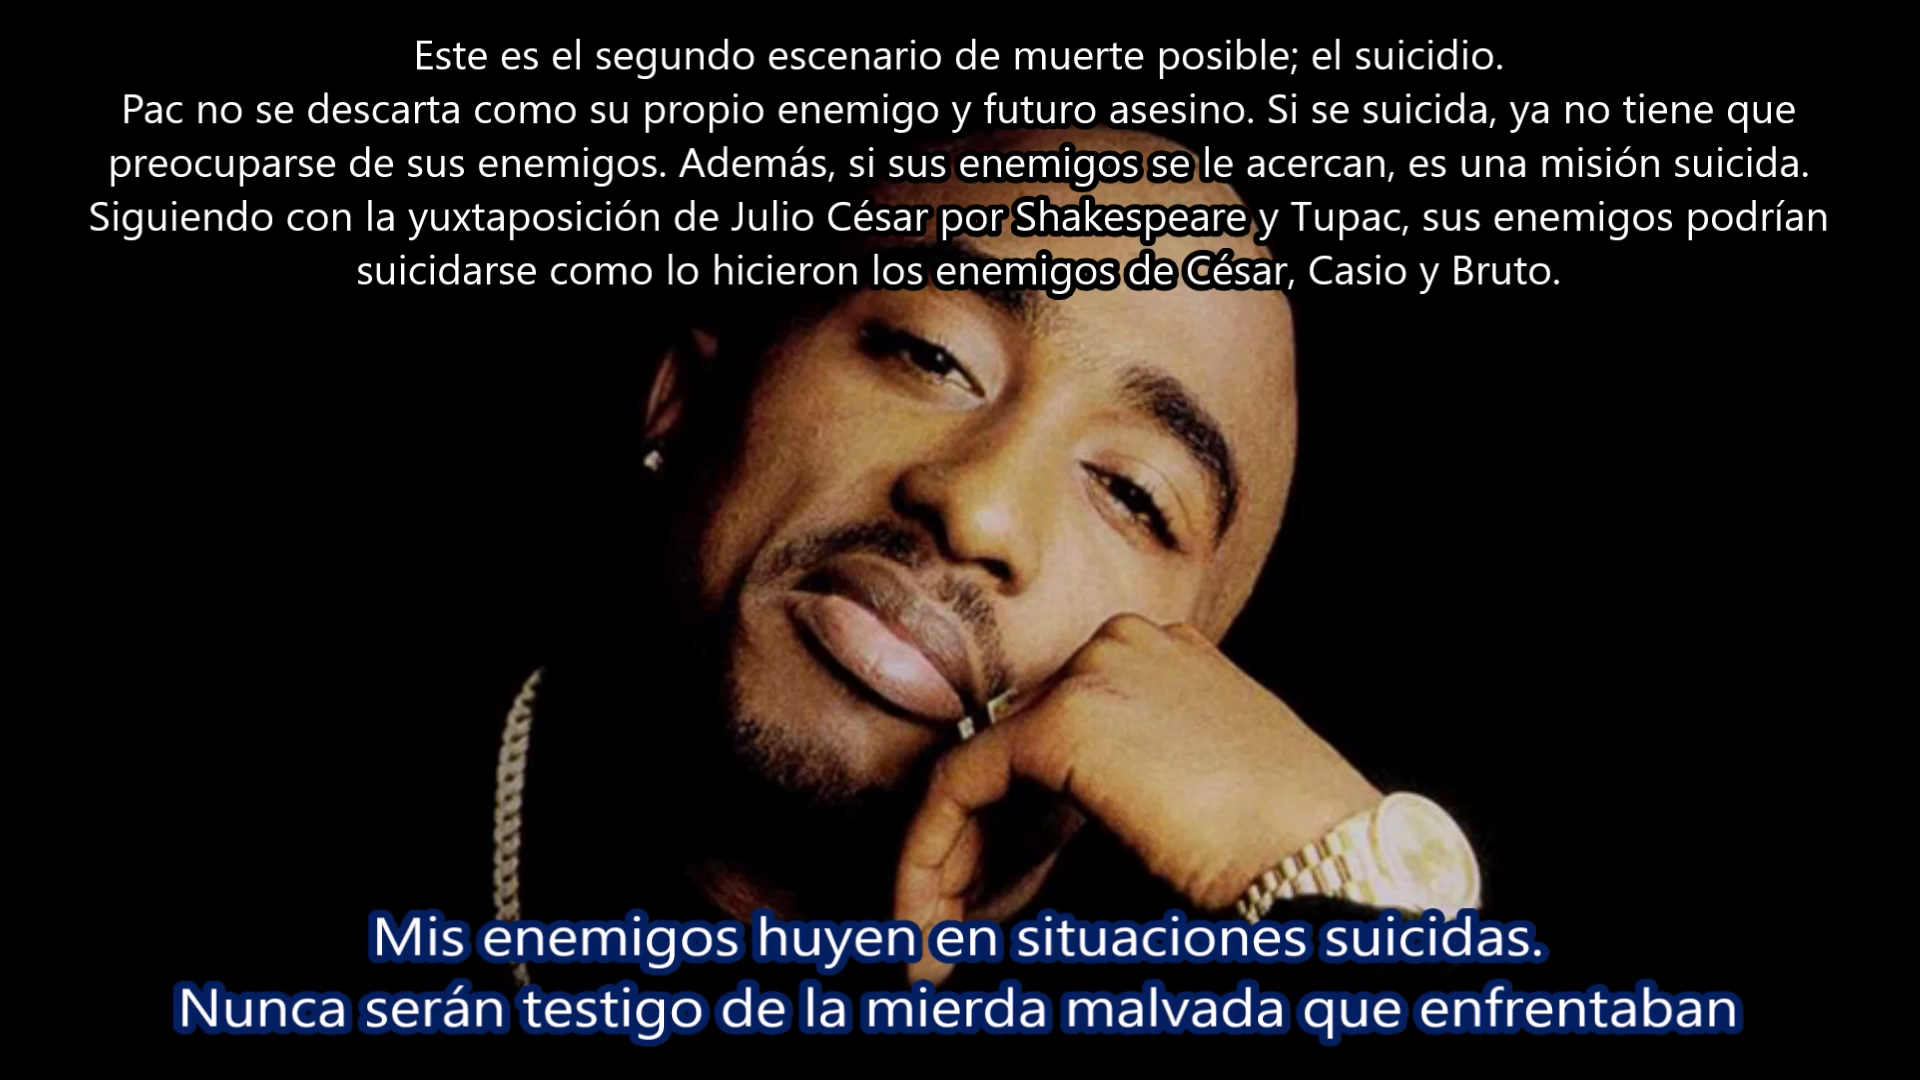 Este es el segundo escenario de muerte posible; el suicidio.
Pac no se descarta como su propio enemigo y futuro asesino. Si se suicida, ya no tiene que
preocuparse de sus enemigos. Además, si sus enemigos se le acercan, es una misión suicida.
Siguiendo con la yuxtaposición de Julio César por Shakespeare y Tupac, sus enemigos podrían
suicidarse como lo hicieron los enemigos de César, Casio y Bruto.
Mis enemigos huyen en situaciones suicidas.
Nunca serán testigo de la mierda malvada que enfrentaban